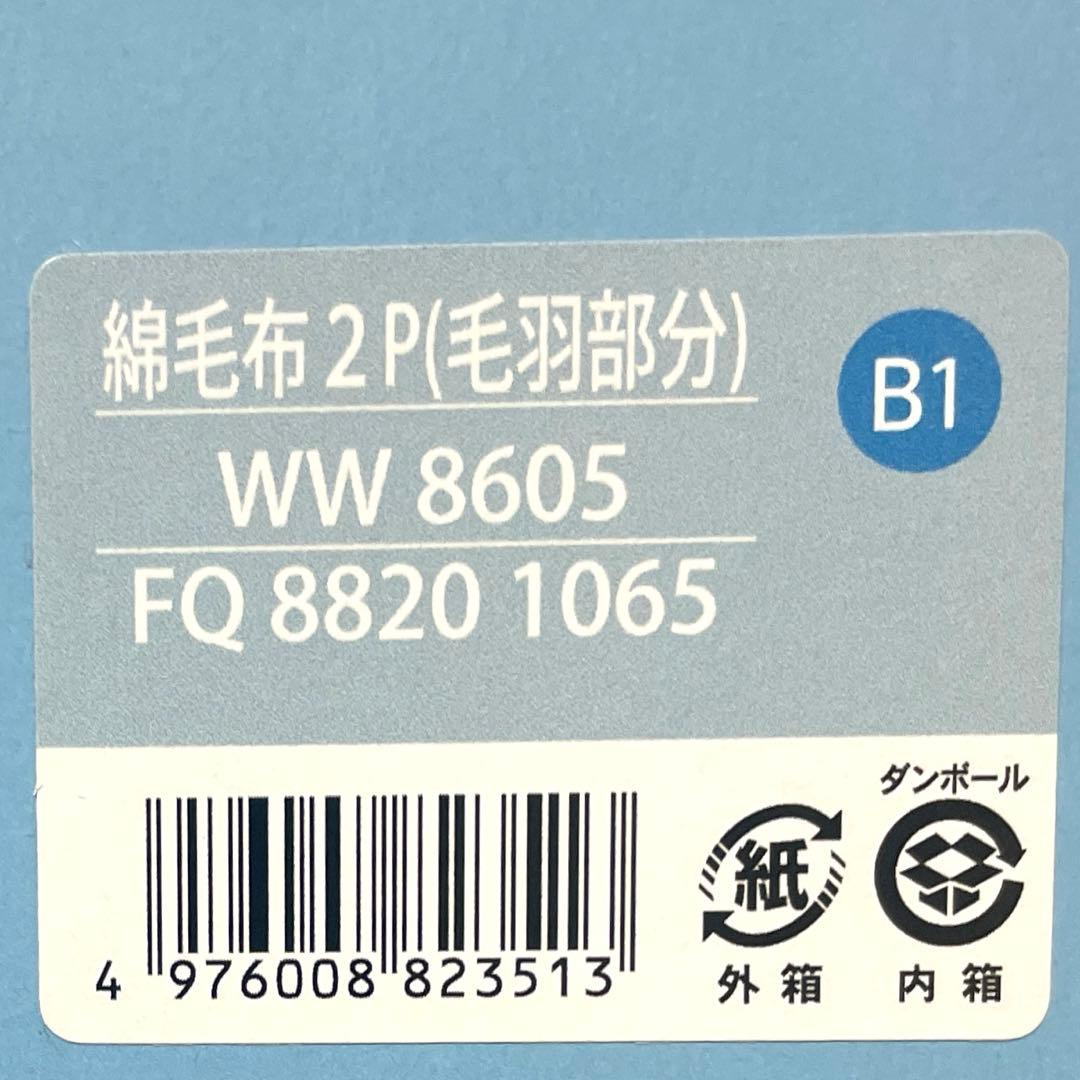 綿毛布2P(毛羽部分)
B1
WW 8605
FQ 8820 1065
ダンボール
紙
外箱
内箱
4 976008 823513